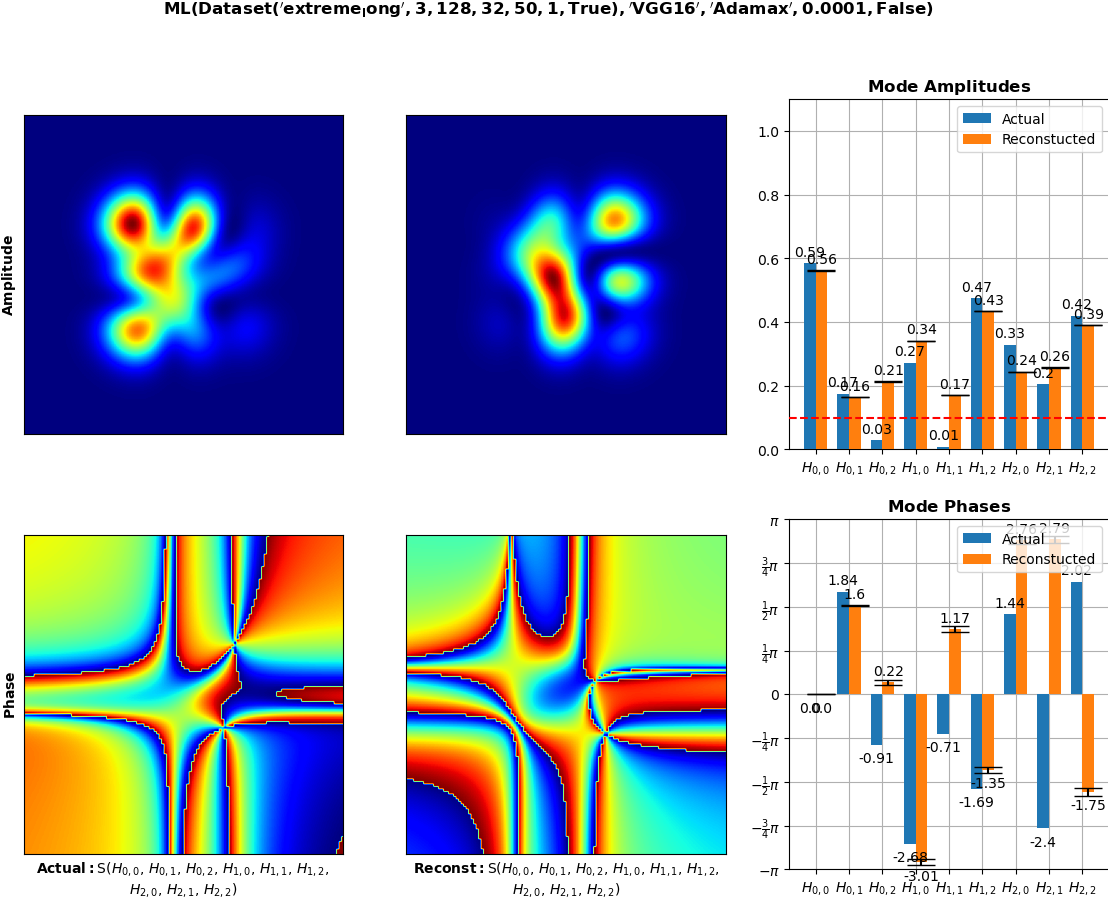 ML(Dataset('extreme_long', 3, 128, 32, 50, 1, True), 'VGG16', 'Adamax', 0.0001, False)
Amplitude
Mode Amplitudes
Actual
Reconstucted
1.0
0.8
0.6
0.4
0.2
0.0
0.59
0.56
0.17
0.16
0.03
0.21
0.27
0.34
0.01
0.17
0.47
0.43
0.33
0.24
0.2
0.26
0.42
0.39
H0,0 H0,1 H0,2 H1,0 H1,1 H1,2 H2,0 H2,1 H2,2
Phase
Actual: S(H0,0, H0,1, H0,2, H1,0, H1,1, H1,2,
H2,0, H2,1, H2,2)
Reconst: S(H0,0, H0,1, H0,2, H1,0, H1,1, H1,2,
H2,0, H2,1, H2,2)
Mode Phases
Actual
Reconstucted
π
3/4π
1/2π
1/4π
0
−1/4π
−1/2π
−3/4π
−π
0.0
0.0
1.84
1.6
-0.91
0.22
-2.68
-3.01
-0.71
1.17
-1.69
-1.35
1.44
2.76
-2.4
2.79
2.02
-1.75
H0,0 H0,1 H0,2 H1,0 H1,1 H1,2 H2,0 H2,1 H2,2